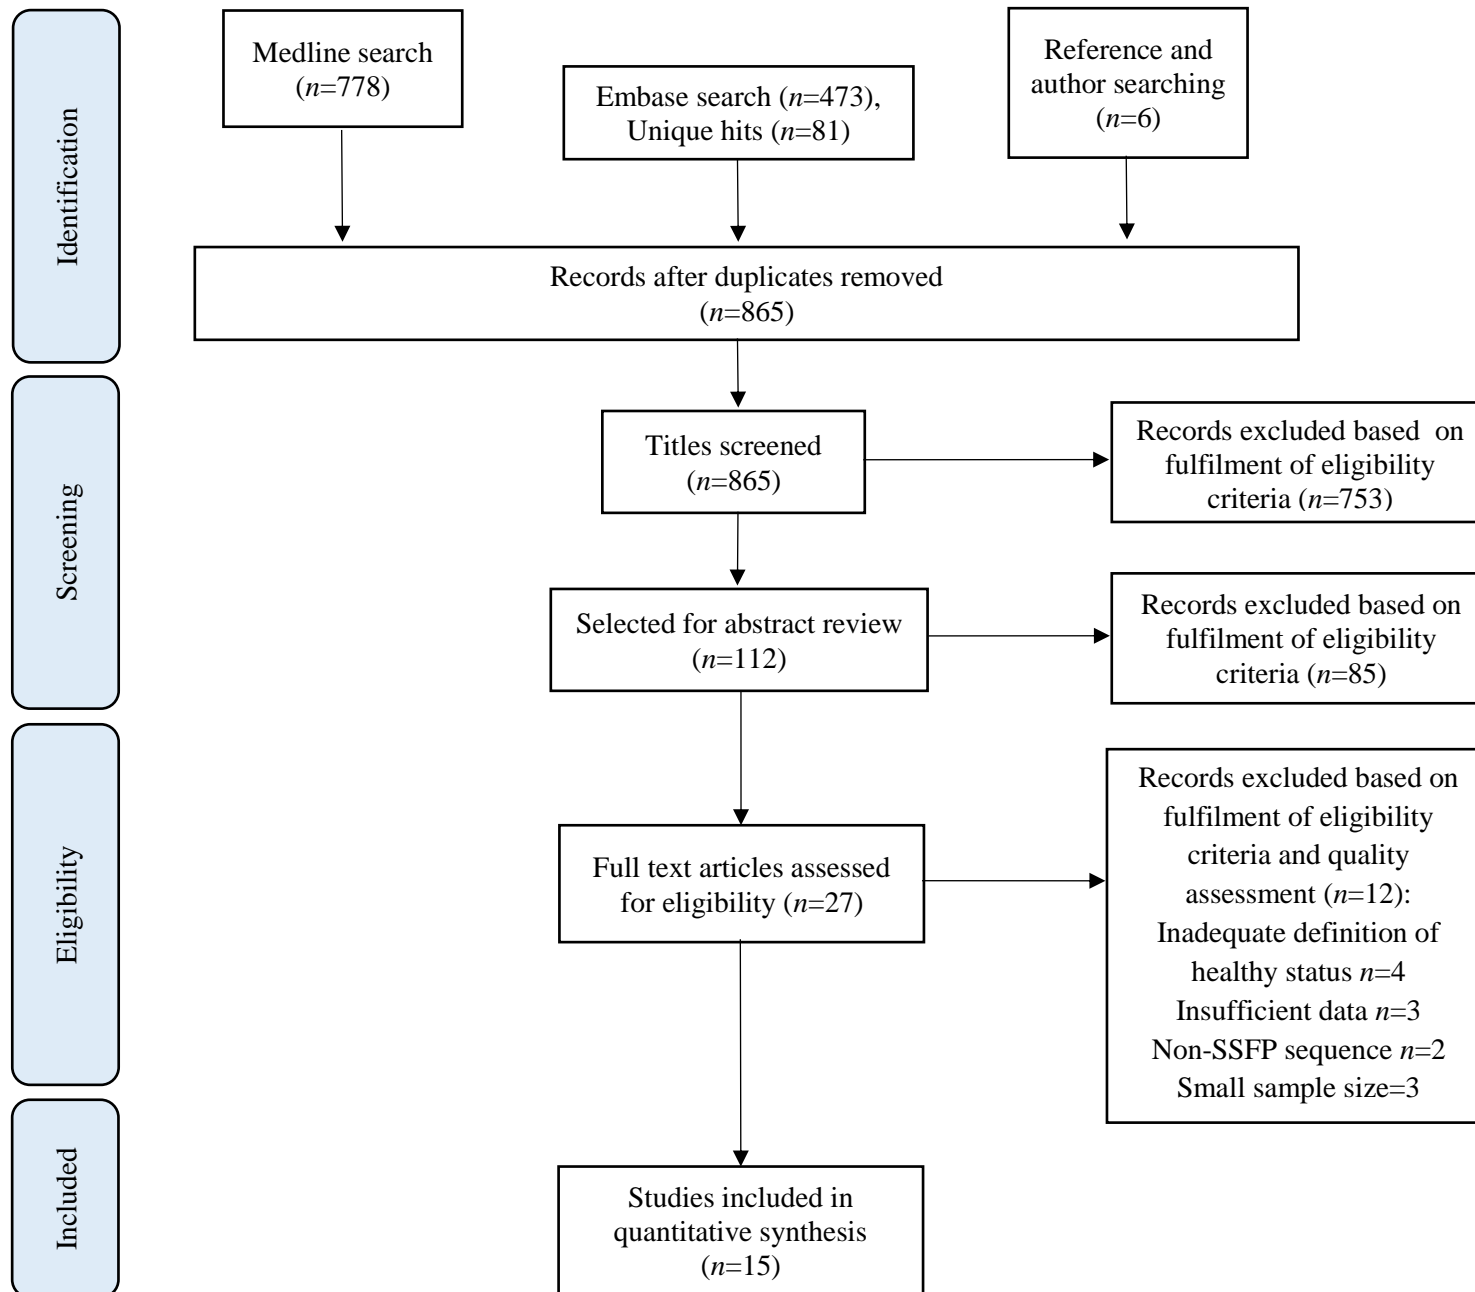 Identification
Medline search
(n=778)
Embase search (n=473),
Unique hits (n=81)
Reference and
author searching
(n=6)
Records after duplicates removed
(n=865)
Screening
Titles screened
(n=865)
Records excluded based on
fulfilment of eligibility
criteria (n=753)
Selected for abstract review
(n=112)
Records excluded based on
fulfilment of eligibility
criteria (n=85)
Eligibility
Full text articles assessed
for eligibility (n=27)
Records excluded based on
fulfilment of eligibility
criteria and quality
assessment (n=12):
Inadequate definition of
healthy status n=4
Insufficient data n=3
Non-SSFP sequence n=2
Small sample size=3
Included
Studies included in
quantitative synthesis
(n=15)